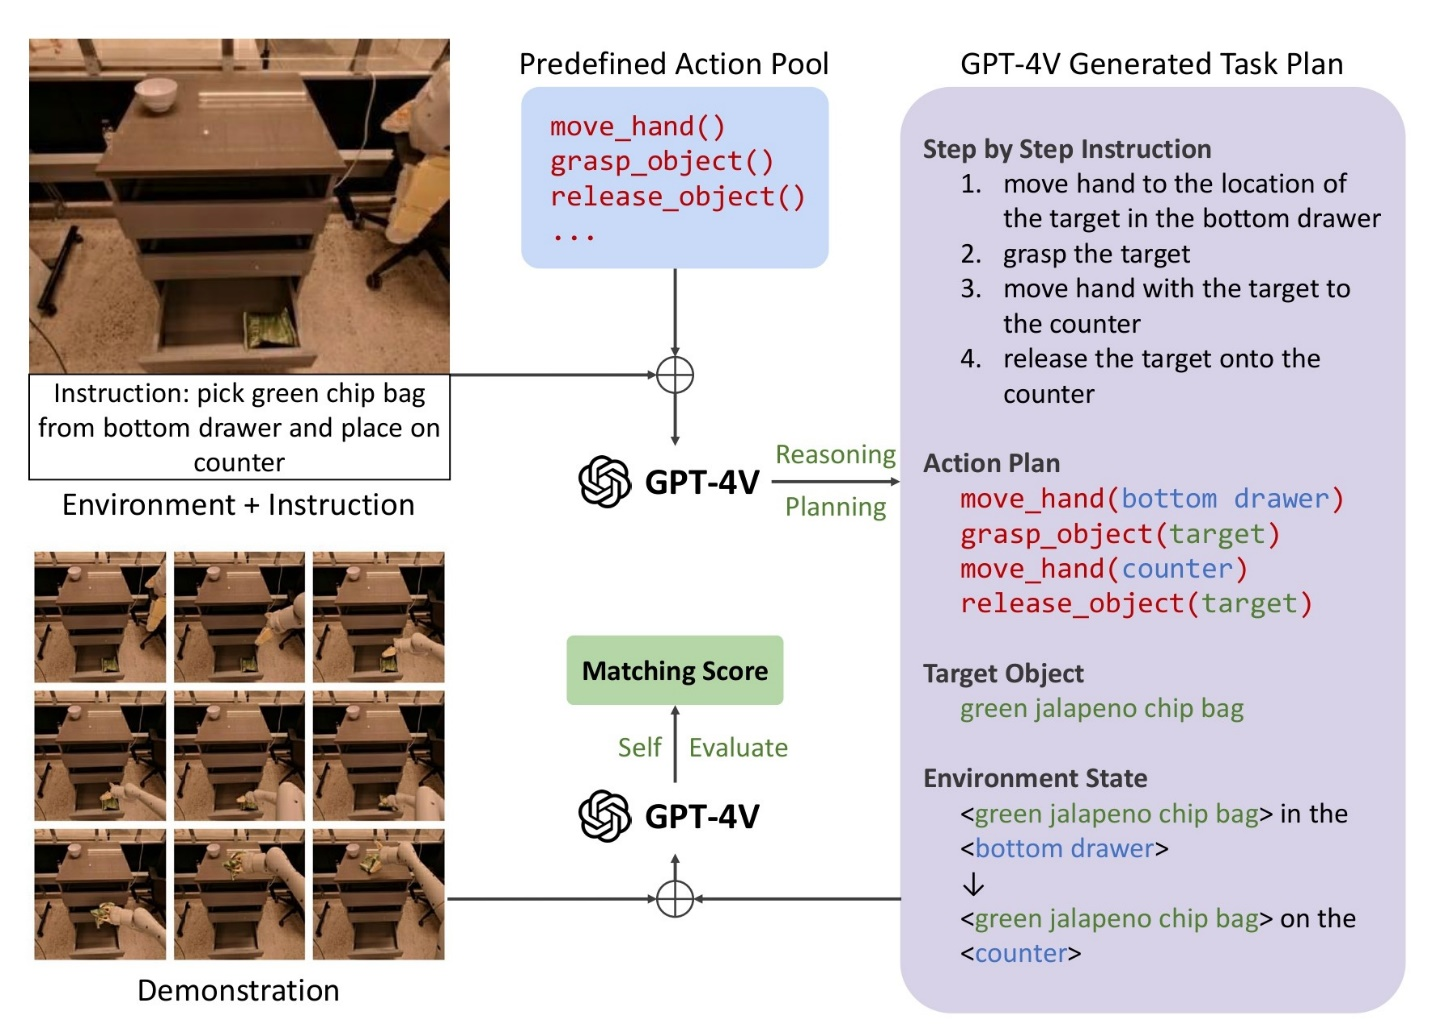 Predefined Action Pool
move_hand()
grasp_object()
release_object()
...
Instruction: pick green chip bag
from bottom drawer and place on
counter
Environment + Instruction
GPT-4V
Reasoning
Planning
GPT-4V Generated Task Plan
Step by Step Instruction
1. move hand to the location of
the target in the bottom drawer
2. grasp the target
3. move hand with the target to
the counter
4. release the target onto the
counter
Action Plan
move_hand(bottom drawer)
grasp_object(target)
move_hand(counter)
release_object(target)
Target Object
green jalapeno chip bag
Environment State
<green jalapeno chip bag> in the
<bottom drawer>
↓
<green jalapeno chip bag> on the
<counter>
Matching Score
Self Evaluate
GPT-4V
Demonstration